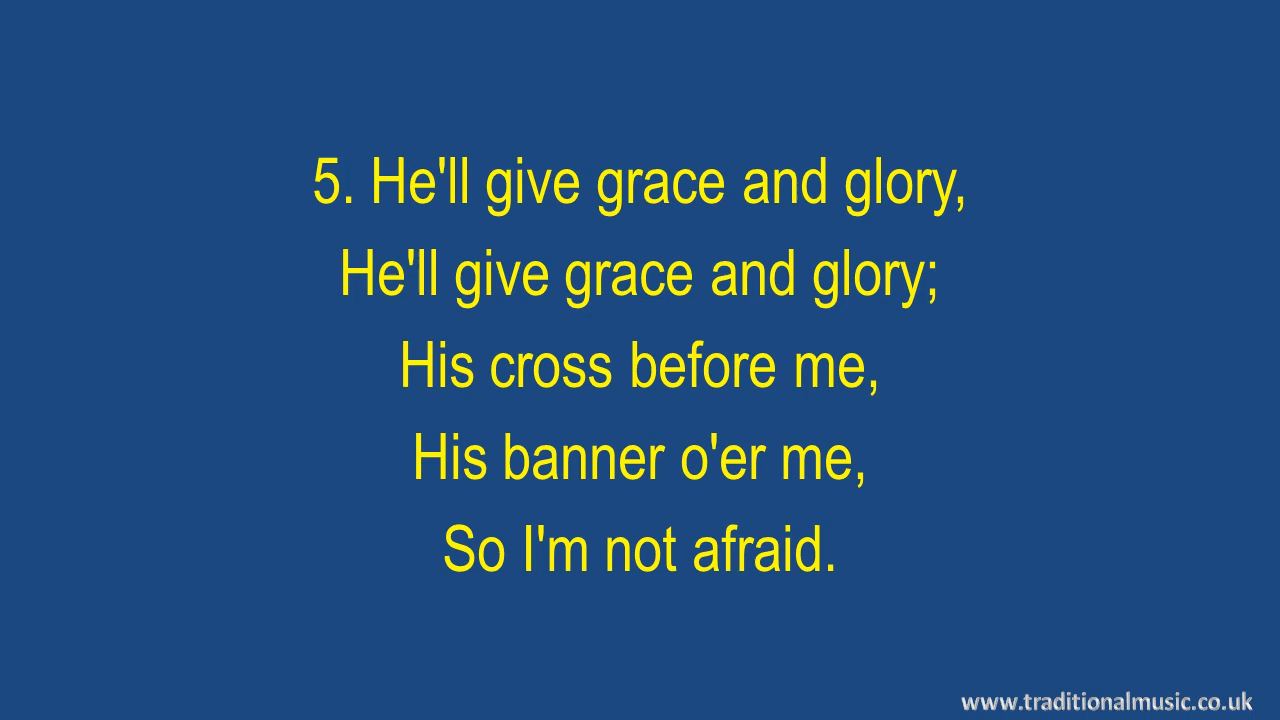 5. He'll give grace and glory,
He'll give grace and glory;
His cross before me,
His banner o'er me,
So I'm not afraid.
www.traditionalmusic.co.uk